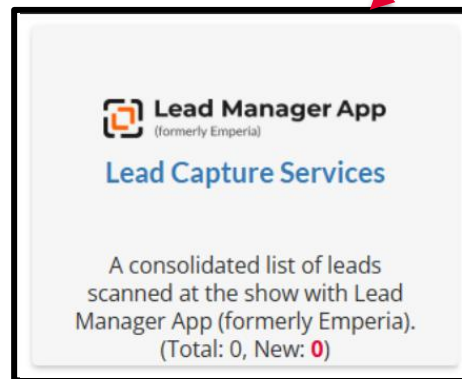 Lead Manager App
(formerly Emperia)
Lead Capture Services
A consolidated list of leads
scanned at the show with Lead
Manager App (formerly Emperia).
(Total: 0, New: 0)